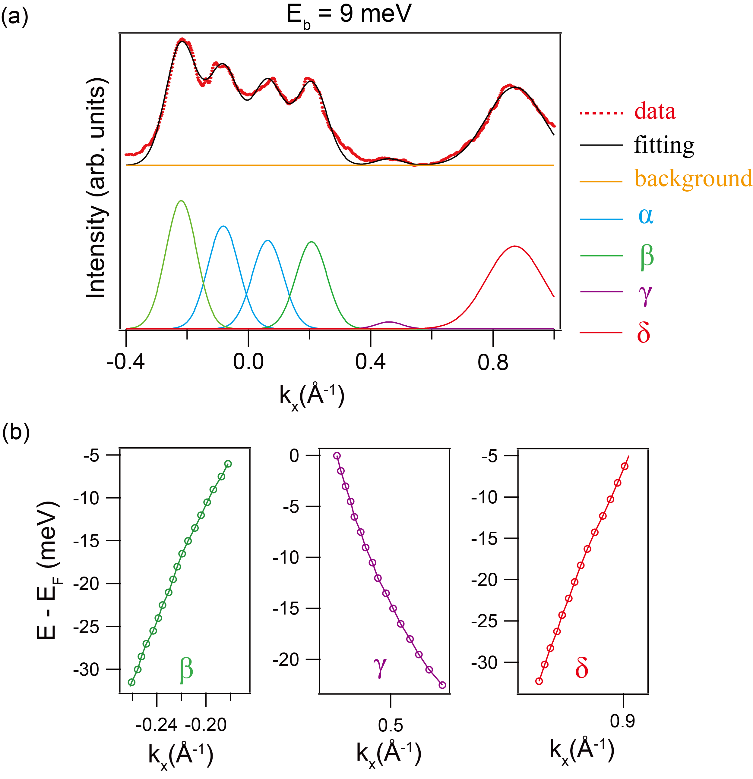 (a)
E_b = 9 meV
Intensity (arb. units)
data
fitting
background
α
β
γ
δ
-0.4 0.0 0.4 0.8
k_x(Å⁻¹)
(b)
E - E_F (meV)
-5
-10
-15
-20
-25
-30
β
-0.24 -0.20
k_x(Å⁻¹)
0
-5
-10
-15
-20
γ
0.5
k_x(Å⁻¹)
-5
-10
-15
-20
-25
-30
δ
0.9
k_x(Å⁻¹)